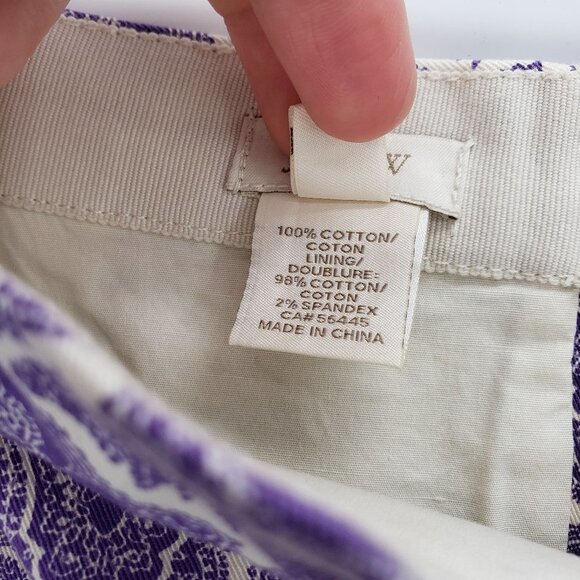 W
100% COTTON/
COTON
LINING/
DOUBLURE:
98% COTTON/
COTON
2% SPANDEX
CA# 56445
MADE IN CHINA